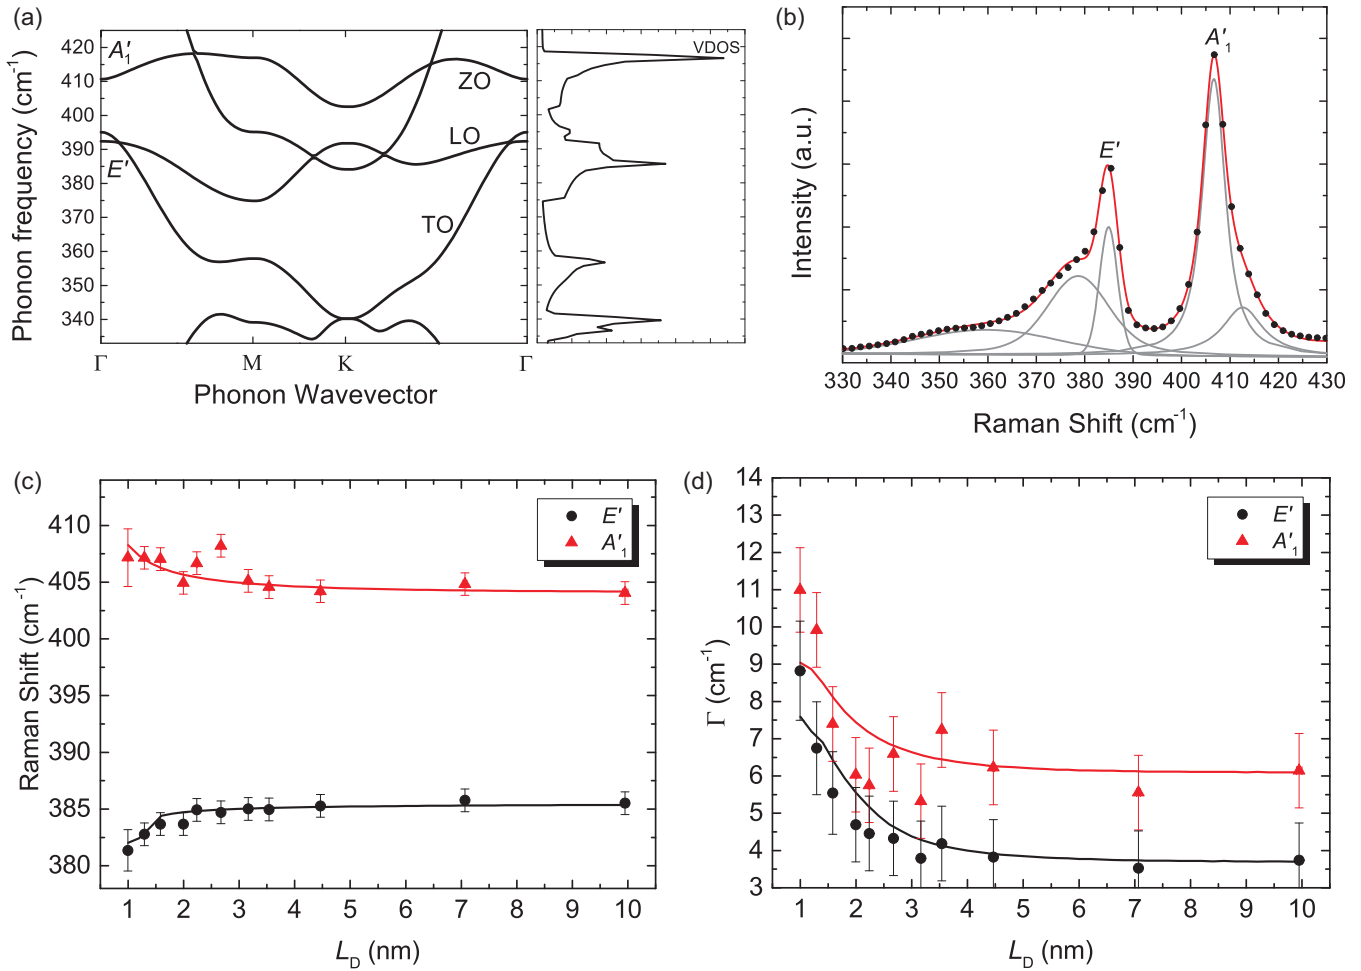 (a)
Phonon frequency (cm⁻¹)
420
410
400
390
380
370
360
350
340
A′₁
E′
ZO
LO
TO
VDOS
Γ M K Γ
Phonon Wavevector
(b)
Intensity (a.u.)
E′
A′₁
330 340 350 360 370 380 390 400 410 420 430
Raman Shift (cm⁻¹)
(c)
Raman Shift (cm⁻¹)
410
405
400
395
390
385
380
E′
A′₁
1 2 3 4 5 6 7 8 9 10
L_D (nm)
(d)
Γ (cm⁻¹)
14
13
12
11
10
9
8
7
6
5
4
3
E′
A′₁
1 2 3 4 5 6 7 8 9 10
L_D (nm)